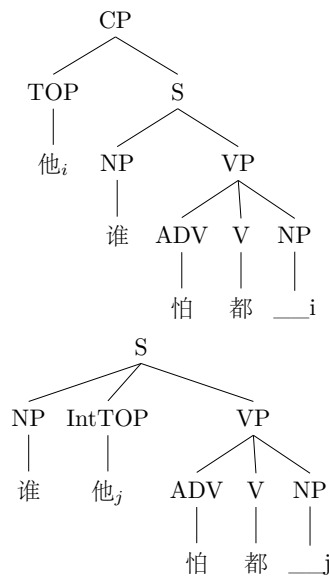 CP
TOP S
他i NP VP
谁 ADV V NP
怕 都 ___i
S
NP IntTOP VP
谁 他j ADV V NP
怕 都 ___j